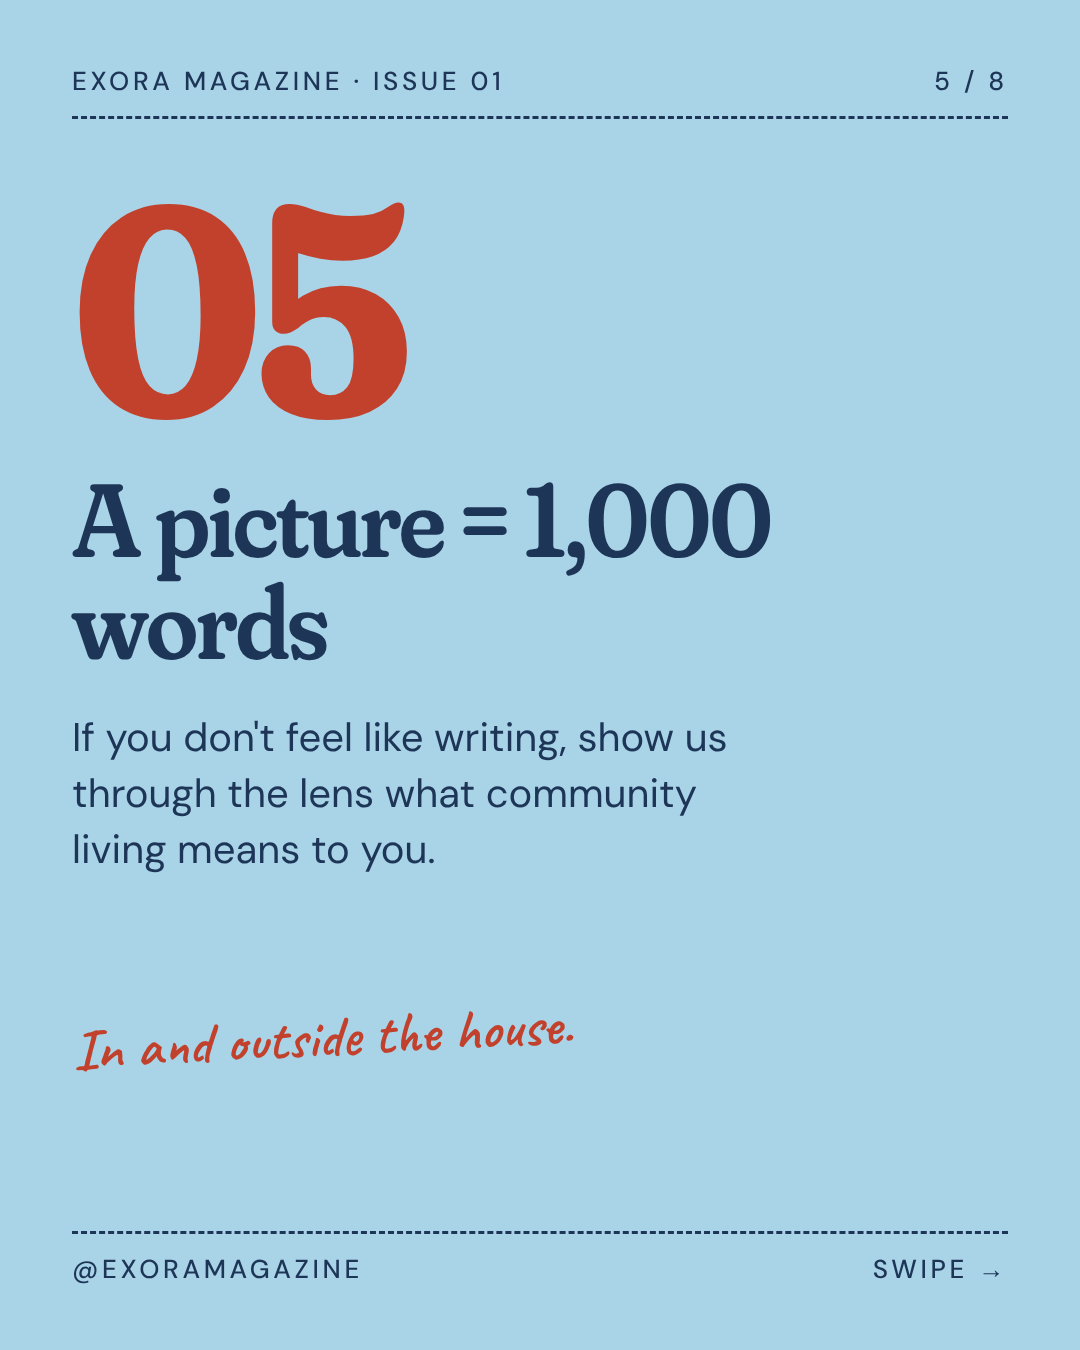 EXORA MAGAZINE · ISSUE 01
5 / 8
05
A picture = 1,000
words
If you don't feel like writing, show us
through the lens what community
living means to you.
In and outside the house.
@EXORAMAGAZINE
SWIPE →